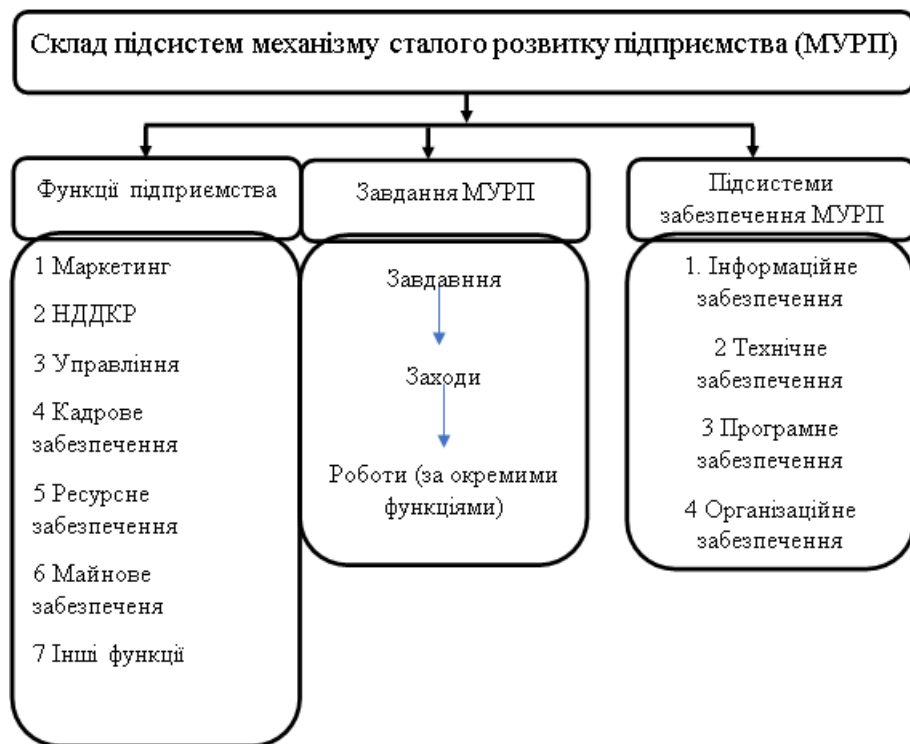 Склад підсистем механізму сталого розвитку підприємства (МУРП)
Функції підприємства
1 Маркетинг
2 НДДКР
3 Управління
4 Кадрове
забезпечення
5 Ресурсне
забезпечення
6 Майнове
забезпеченя
7 Інші функції
Завдання МУРП
Завдавння
Заходи
Роботи (за окремими
функціями)
Підсистеми
забезпечення МУРП
1. Інформаційне
забезпечення
2 Технічне
забезпечення
3 Програмне
забезпечення
4 Організаційне
забезпечення